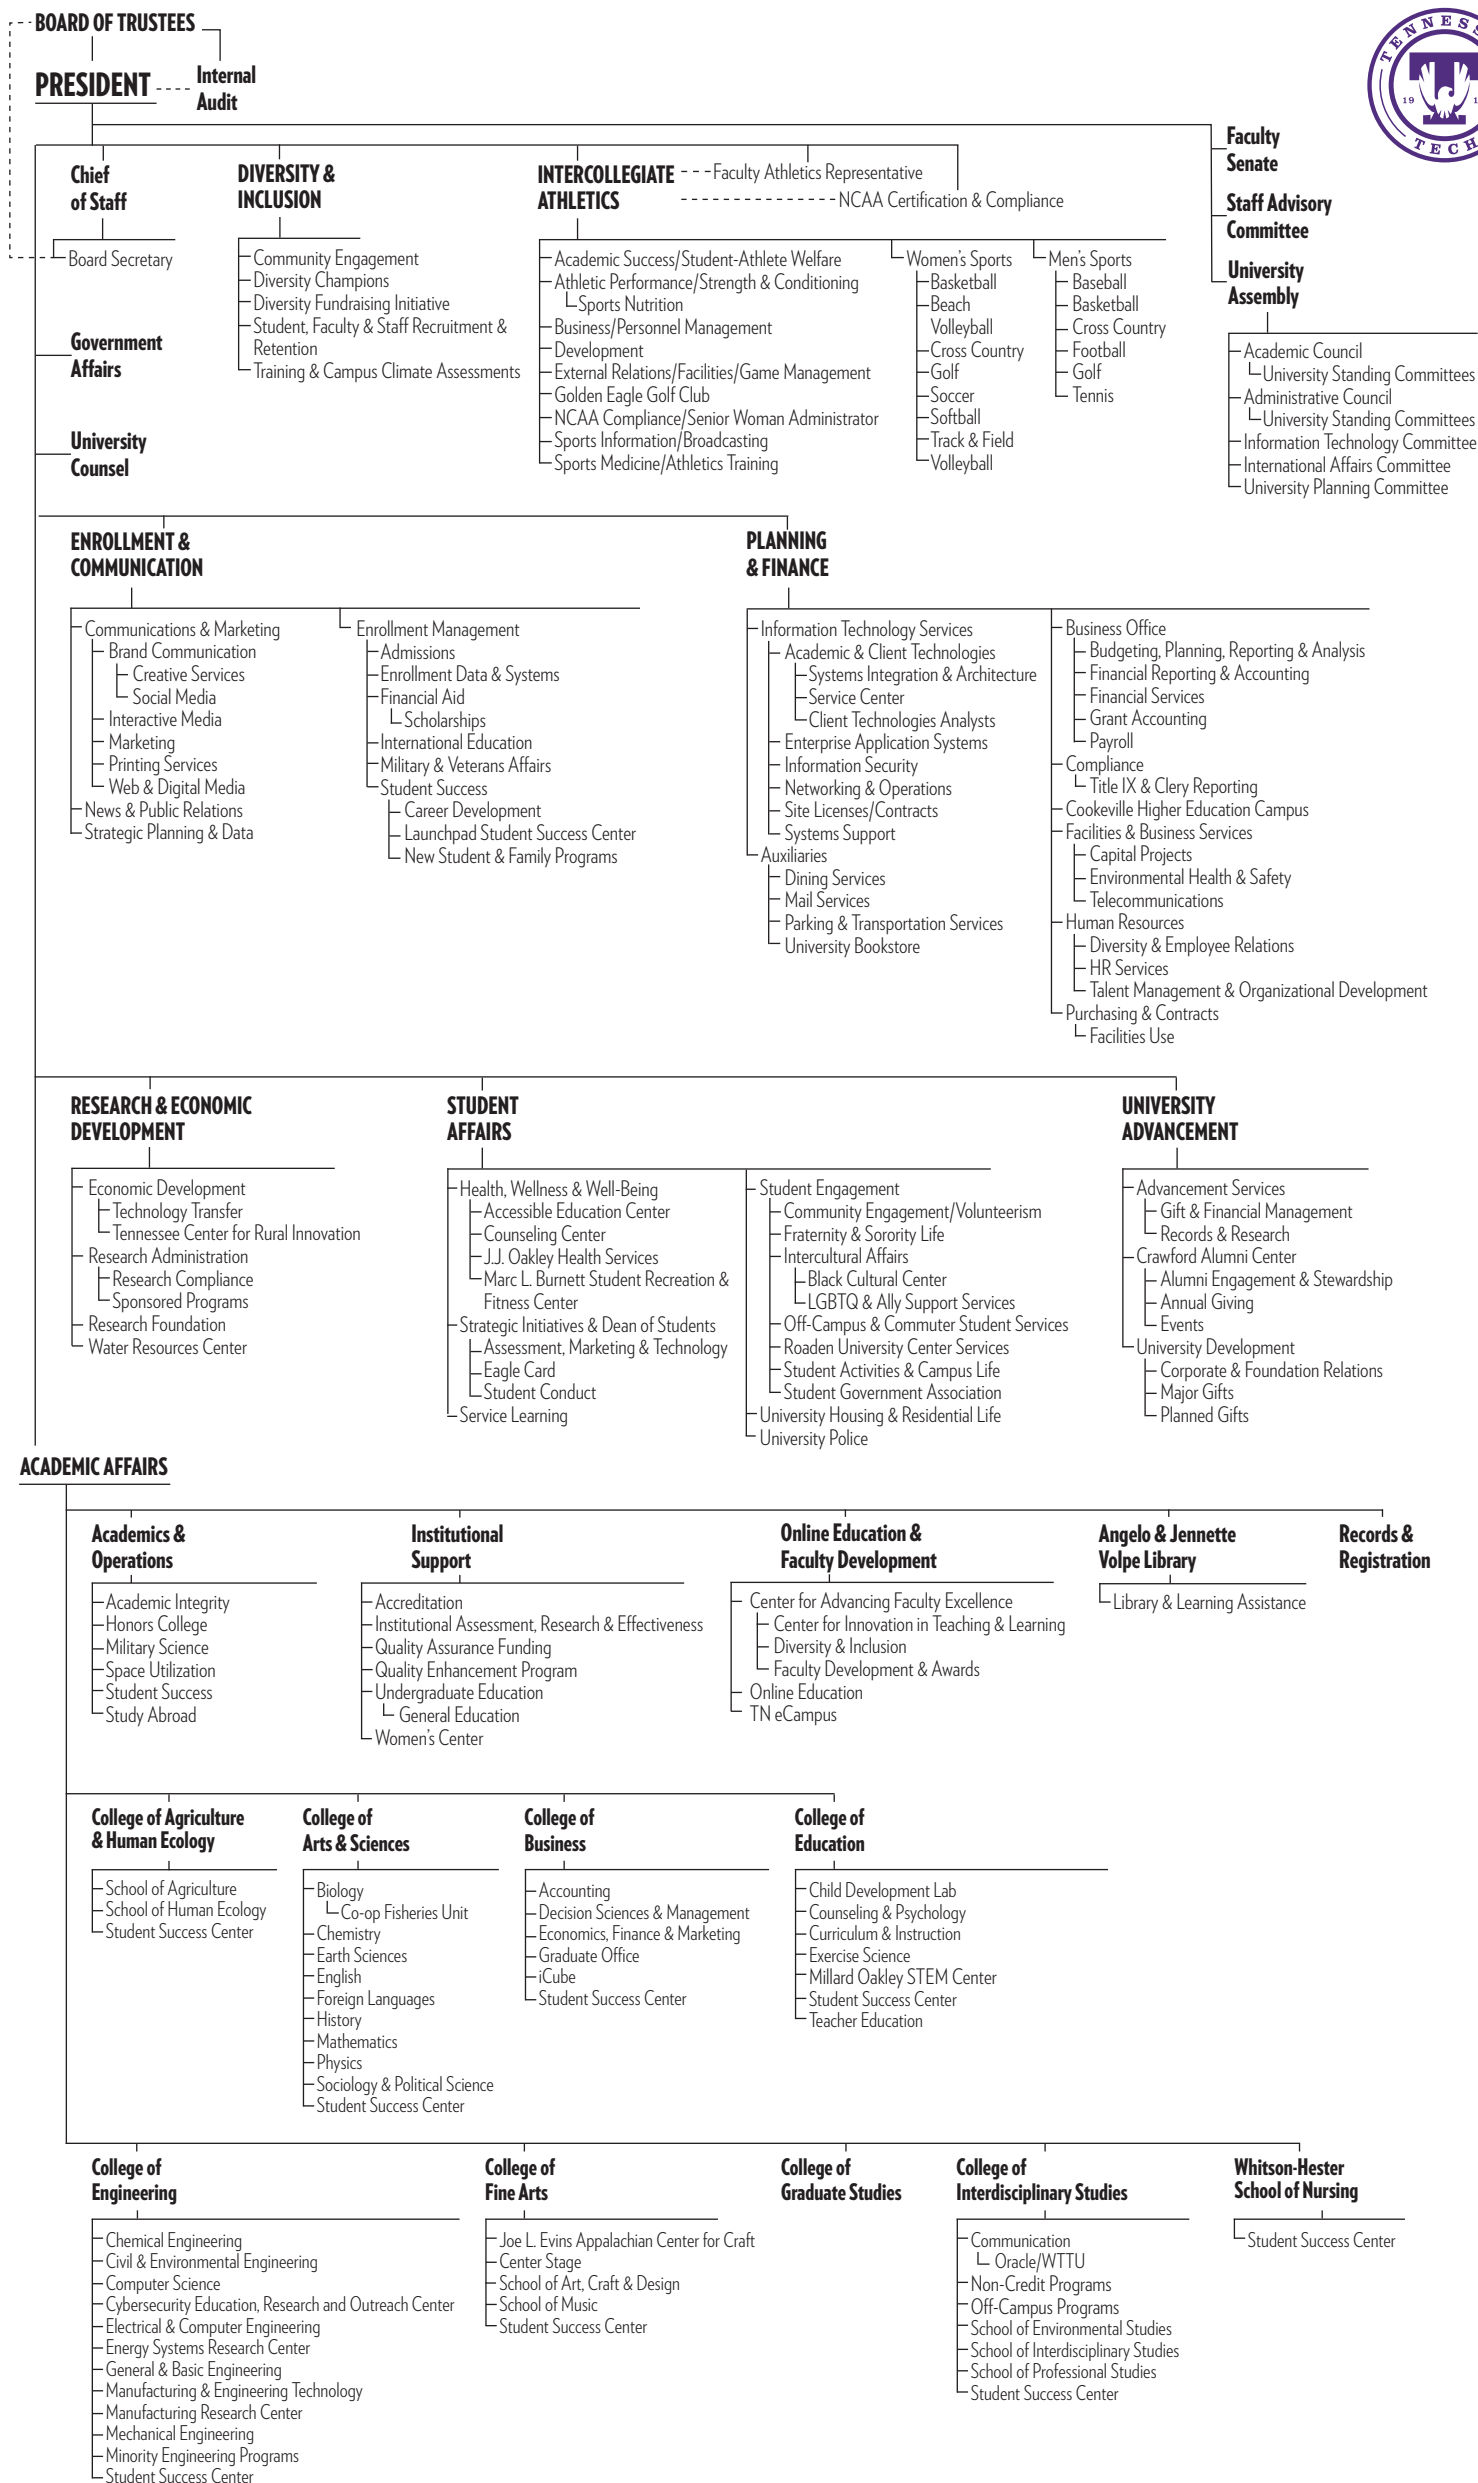 BOARD OF TRUSTEES
PRESIDENT
Internal
Audit
TENNESS
19 1
TECH
Faculty
Senate
Staff Advisory
Committee
University
Assembly
Academic Council
University Standing Committees
Administrative Council
University Standing Committees
Information Technology Committee
International Affairs Committee
University Planning Committee
Chief
of Staff
Board Secretary
Government
Affairs
University
Counsel
DIVERSITY &
INCLUSION
Community Engagement
Diversity Champions
Diversity Fundraising Initiative
Student, Faculty & Staff Recruitment &
Retention
Training & Campus Climate Assessments
INTERCOLLEGIATE
ATHLETICS
Faculty Athletics Representative
NCAA Certification & Compliance
Academic Success/Student-Athlete Welfare
Athletic Performance/Strength & Conditioning
Sports Nutrition
Business/Personnel Management
Development
External Relations/Facilities/Game Management
Golden Eagle Golf Club
NCAA Compliance/Senior Woman Administrator
Sports Information/Broadcasting
Sports Medicine/Athletics Training
Women's Sports
Basketball
Beach
Volleyball
Cross Country
Golf
Soccer
Softball
Track & Field
Volleyball
Men's Sports
Baseball
Basketball
Cross Country
Football
Golf
Tennis
ENROLLMENT &
COMMUNICATION
Communications & Marketing
Brand Communication
Creative Services
Social Media
Interactive Media
Marketing
Printing Services
Web & Digital Media
News & Public Relations
Strategic Planning & Data
Enrollment Management
Admissions
Enrollment Data & Systems
Financial Aid
Scholarships
International Education
Military & Veterans Affairs
Student Success
Career Development
Launchpad Student Success Center
New Student & Family Programs
PLANNING
& FINANCE
Information Technology Services
Academic & Client Technologies
Systems Integration & Architecture
Service Center
Client Technologies Analysts
Enterprise Application Systems
Information Security
Networking & Operations
Site Licenses/Contracts
Systems Support
Auxiliaries
Dining Services
Mail Services
Parking & Transportation Services
University Bookstore
Business Office
Budgeting, Planning, Reporting & Analysis
Financial Reporting & Accounting
Financial Services
Grant Accounting
Payroll
Compliance
Title IX & Clery Reporting
Cookeville Higher Education Campus
Facilities & Business Services
Capital Projects
Environmental Health & Safety
Telecommunications
Human Resources
Diversity & Employee Relations
HR Services
Talent Management & Organizational Development
Purchasing & Contracts
Facilities Use
RESEARCH & ECONOMIC
DEVELOPMENT
Economic Development
Technology Transfer
Tennessee Center for Rural Innovation
Research Administration
Research Compliance
Sponsored Programs
Research Foundation
Water Resources Center
STUDENT
AFFAIRS
Health, Wellness & Well-Being
Accessible Education Center
Counseling Center
J.J. Oakley Health Services
Marc L. Burnett Student Recreation &
Fitness Center
Strategic Initiatives & Dean of Students
Assessment, Marketing & Technology
Eagle Card
Student Conduct
Service Learning
Student Engagement
Community Engagement/Volunteerism
Fraternity & Sorority Life
Intercultural Affairs
Black Cultural Center
LGBTQ & Ally Support Services
Off-Campus & Commuter Student Services
Roaden University Center Services
Student Activities & Campus Life
Student Government Association
University Housing & Residential Life
University Police
UNIVERSITY
ADVANCEMENT
Advancement Services
Gift & Financial Management
Records & Research
Crawford Alumni Center
Alumni Engagement & Stewardship
Annual Giving
Events
University Development
Corporate & Foundation Relations
Major Gifts
Planned Gifts
ACADEMIC AFFAIRS
Academics &
Operations
Academic Integrity
Honors College
Military Science
Space Utilization
Student Success
Study Abroad
Institutional
Support
Accreditation
Institutional Assessment, Research & Effectiveness
Quality Assurance Funding
Quality Enhancement Program
Undergraduate Education
General Education
Women's Center
Online Education &
Faculty Development
Center for Advancing Faculty Excellence
Center for Innovation in Teaching & Learning
Diversity & Inclusion
Faculty Development & Awards
Online Education
TN eCampus
Angelo & Jennette
Volpe Library
Library & Learning Assistance
Records &
Registration
College of Agriculture
& Human Ecology
School of Agriculture
School of Human Ecology
Student Success Center
College of
Arts & Sciences
Biology
Co-op Fisheries Unit
Chemistry
Earth Sciences
English
Foreign Languages
History
Mathematics
Physics
Sociology & Political Science
Student Success Center
College of
Business
Accounting
Decision Sciences & Management
Economics, Finance & Marketing
Graduate Office
iCube
Student Success Center
College of
Education
Child Development Lab
Counseling & Psychology
Curriculum & Instruction
Exercise Science
Millard Oakley STEM Center
Student Success Center
Teacher Education
College of
Engineering
Chemical Engineering
Civil & Environmental Engineering
Computer Science
Cybersecurity Education, Research and Outreach Center
Electrical & Computer Engineering
Energy Systems Research Center
General & Basic Engineering
Manufacturing & Engineering Technology
Manufacturing Research Center
Mechanical Engineering
Minority Engineering Programs
Student Success Center
College of
Fine Arts
Joe L. Evins Appalachian Center for Craft
Center Stage
School of Art, Craft & Design
School of Music
Student Success Center
College of
Graduate Studies
College of
Interdisciplinary Studies
Communication
Oracle/WTTU
Non-Credit Programs
Off-Campus Programs
School of Environmental Studies
School of Interdisciplinary Studies
School of Professional Studies
Student Success Center
Whitson-Hester
School of Nursing
Student Success Center